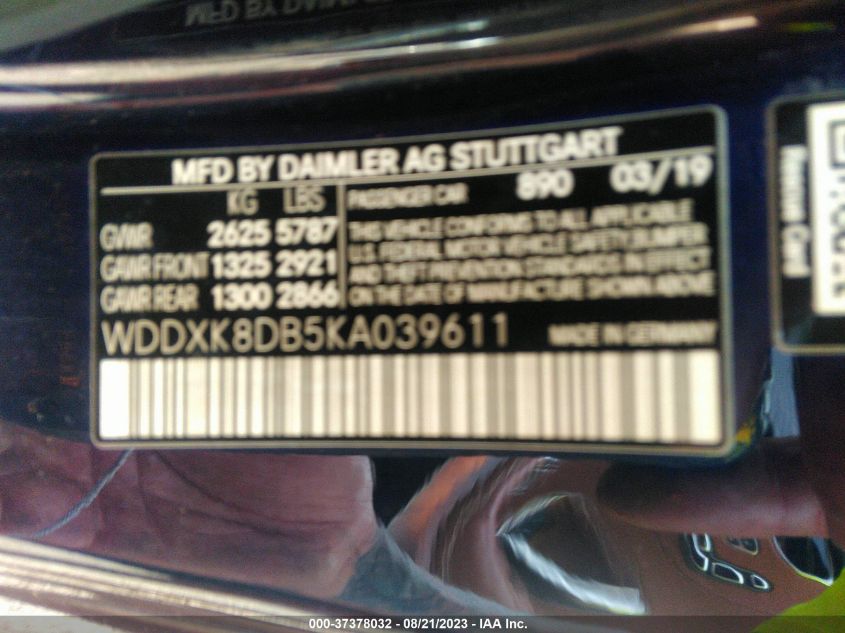 MFD BY DAIMLER AG STUTTGART
KG LBS
GVWR 2625 5787
GAWR FRONT 1325 2921
GAWR REAR 1300 2866
PASSENGER CAR 890 03/19
THIS VEHICLE CONFORMS TO ALL APPLICABLE
U.S. FEDERAL MOTOR VEHICLE SAFETY, BUMPER
AND THEFT PREVENTION STANDARDS IN EFFECT
ON THE DATE OF MANUFACTURE SHOWN ABOVE
WDDXK8DB5KA039611 MADE IN GERMANY
Rescue Card
000-37378032 - 08/21/2023 - IAA Inc.